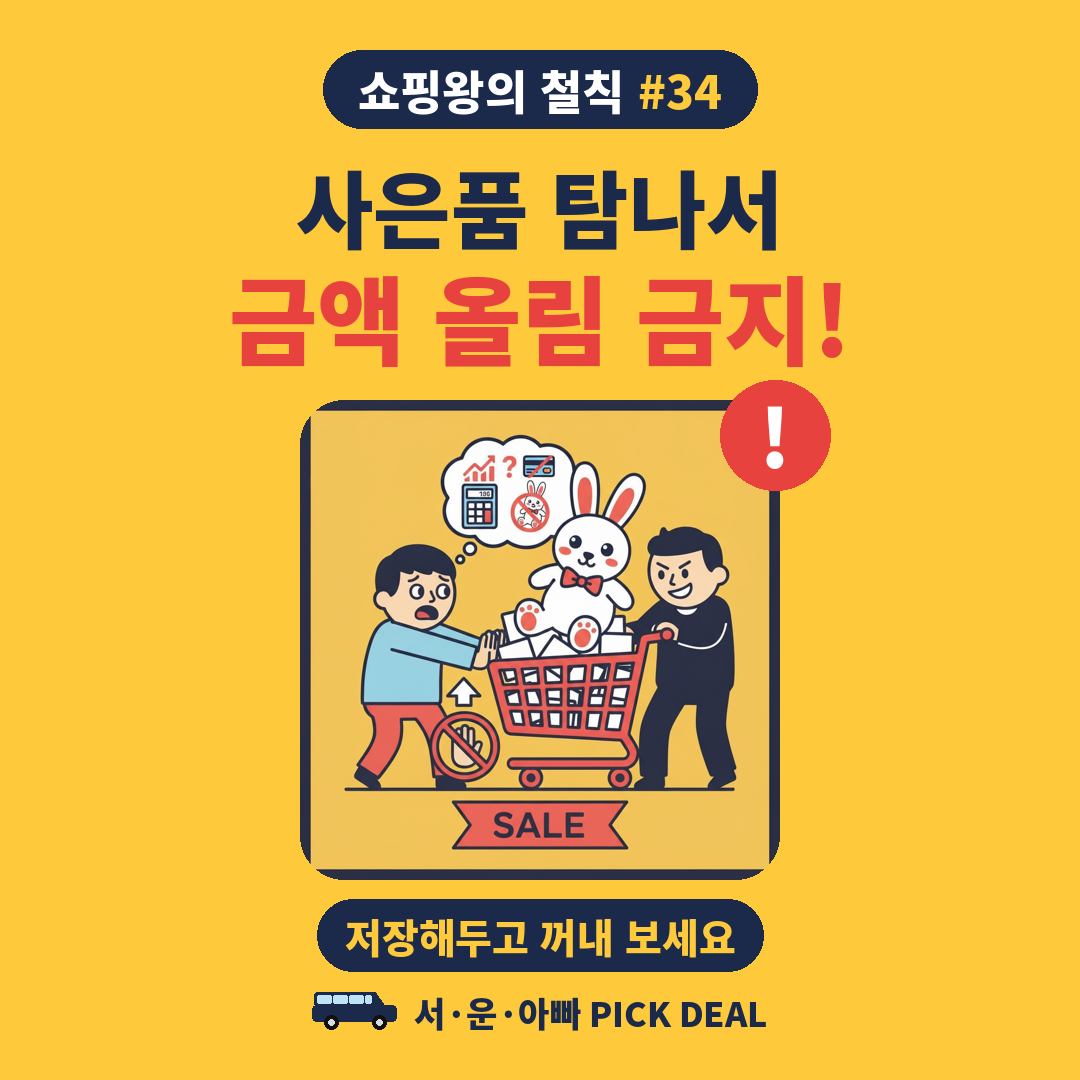 쇼핑왕의 철칙 #34
사은품 탐나서
금액 올림 금지!
!
?
SALE
저장해두고 꺼내 보세요
서·운·아빠 PICK DEAL